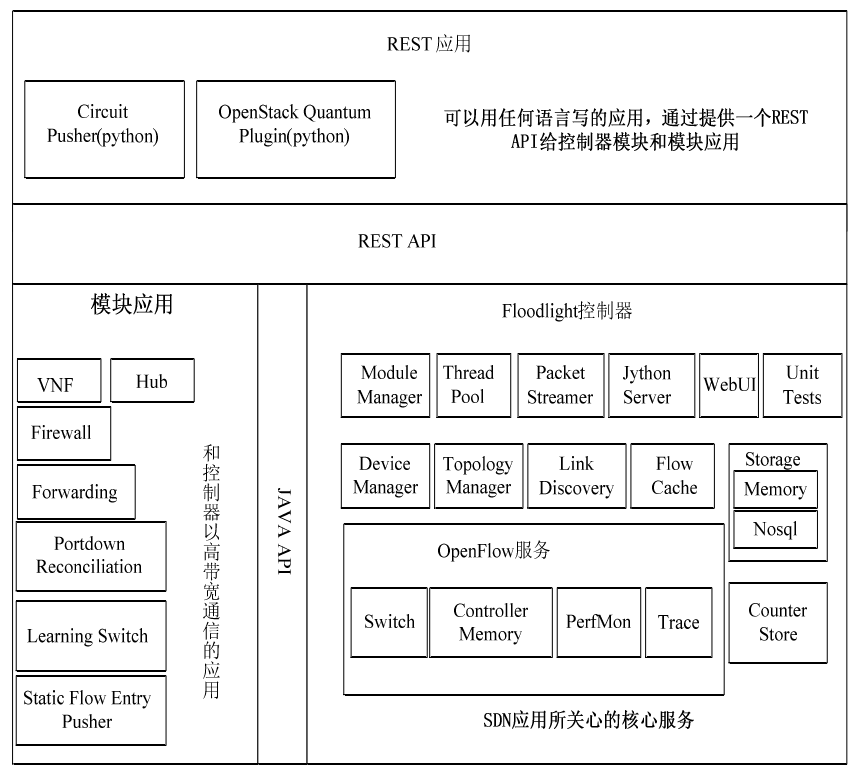 REST应用
Circuit
Pusher(python)
OpenStack Quantum
Plugin(python)
可以用任何语言写的应用，通过提供一个REST
API给控制器模块和模块应用
REST API
模块应用
VNF
Hub
Firewall
Forwarding
Portdown
Reconciliation
Learning Switch
Static Flow Entry
Pusher
和控制器以高带宽通信的应用
JAVA API
Floodlight控制器
Module
Manager
Thread
Pool
Packet
Streamer
Jython
Server
WebUI
Unit
Tests
Device
Manager
Topology
Manager
Link
Discovery
Flow
Cache
Storage
Memory
Nosql
OpenFlow服务
Switch
Controller
Memory
PerfMon
Trace
Counter
Store
SDN应用所关心的核心服务